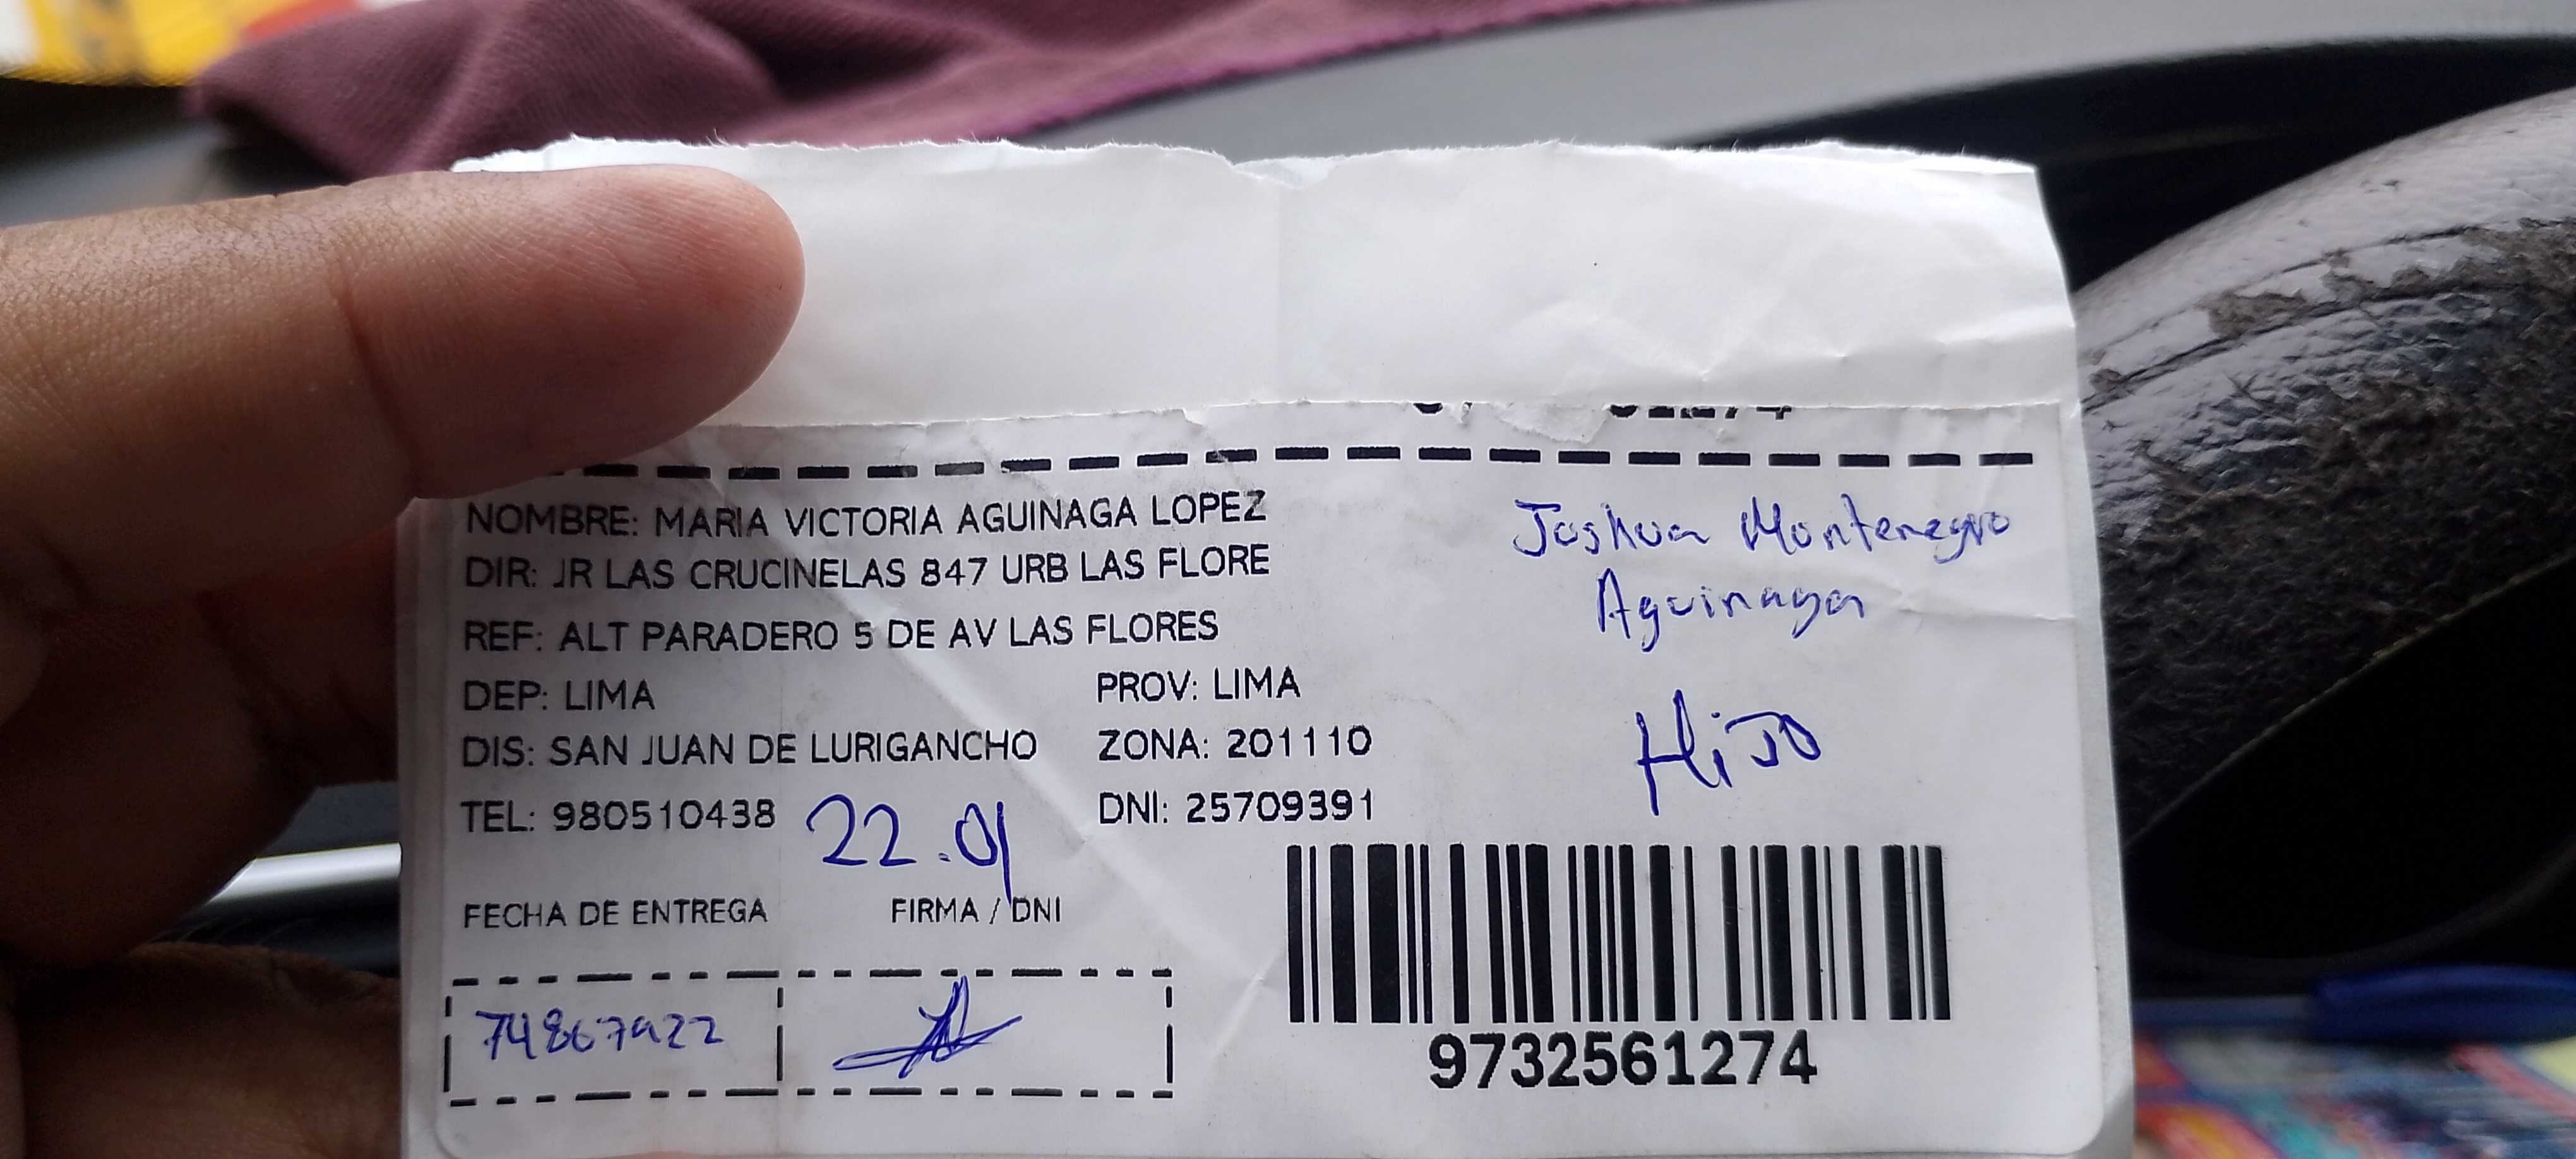 NOMBRE: MARIA VICTORIA AGUINAGA LOPEZ
DIR: JR LAS CRUCINELAS 847 URB LAS FLORE
REF: ALT PARADERO 5 DE AV LAS FLORES
DEP: LIMA PROV: LIMA
DIS: SAN JUAN DE LURIGANCHO ZONA: 201110
TEL: 980510438 DNI: 25709391
22.01
FECHA DE ENTREGA FIRMA / DNI
74867922
Joshua Montenegro
Aguinaga
HiJo
9732561274